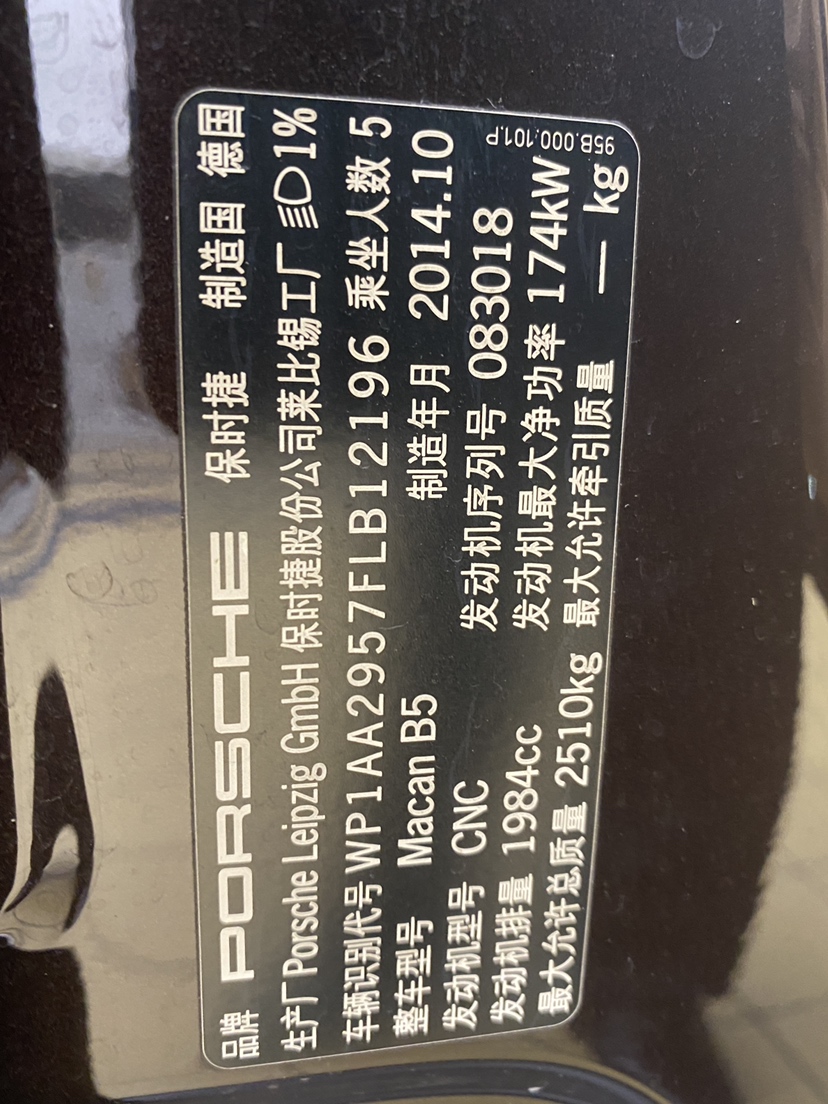 品牌 PORSCHE 保时捷 制造国 德国
生产厂 Porsche Leipzig GmbH 保时捷股份公司莱比锡工厂 1%
车辆识别代号 WP1AA2957FLB12196 乘坐人数 5
整车型号 Macan B5 制造年月 2014.10
发动机型号 CNC 发动机序列号 083018
发动机排量 1984cc 发动机最大净功率 174kW
最大允许总质量 2510kg 最大允许牵引质量 — kg
95B.000.101.P